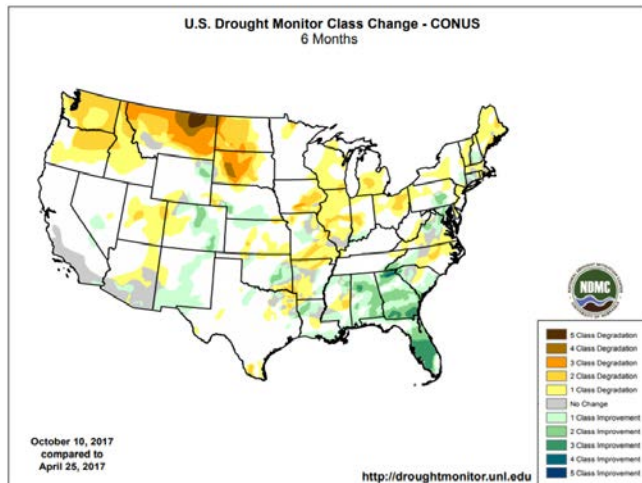 U.S. Drought Monitor Class Change - CONUS
6 Months
NDMC
5 Class Degradation
4 Class Degradation
3 Class Degradation
2 Class Degradation
1 Class Degradation
No Change
1 Class Improvement
2 Class Improvement
3 Class Improvement
4 Class Improvement
5 Class Improvement
October 10, 2017
compared to
April 25, 2017
http://droughtmonitor.unl.edu